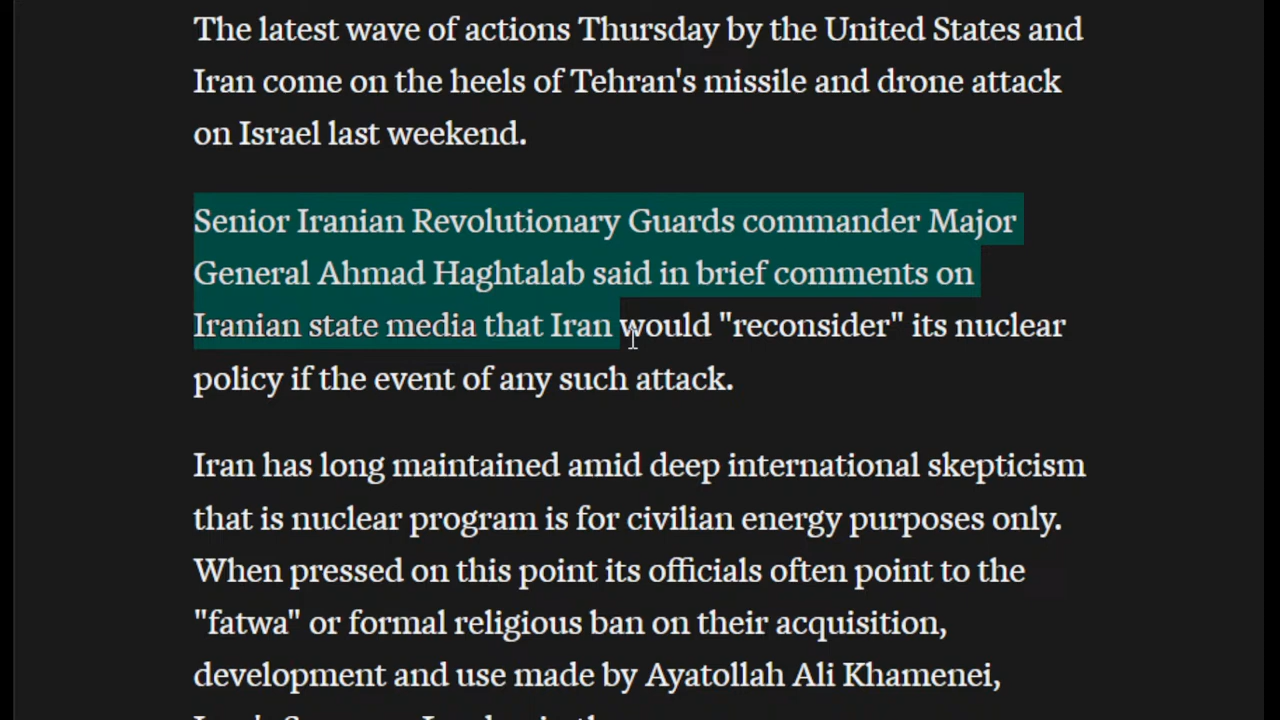 The latest wave of actions Thursday by the United States and
Iran come on the heels of Tehran's missile and drone attack
on Israel last weekend.
Senior Iranian Revolutionary Guards commander Major
General Ahmad Haghtalab said in brief comments on
Iranian state media that Iran would "reconsider" its nuclear
policy if the event of any such attack.
Iran has long maintained amid deep international skepticism
that is nuclear program is for civilian energy purposes only.
When pressed on this point its officials often point to the
"fatwa" or formal religious ban on their acquisition,
development and use made by Ayatollah Ali Khamenei,